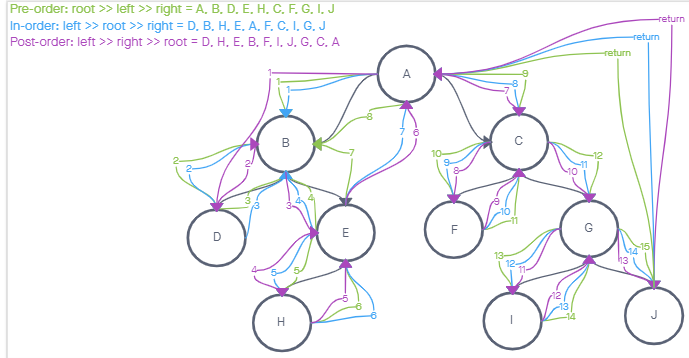 Pre-order: root >> left >> right = A, B, D, E, H, C, F, G, I, J
In-order: left >> root >> right = D, B, H, E, A, F, C, I, G, J
Post-order: left >> right >> root = D, H, E, B, F, I, J, G, C, A
return
return
return
A
1
1
1
9
8
7
8
7
6
B
C
2
2
2
7
10
9
8
12
11
10
3
3
3
4
4
9
10
11
D
E
F
G
4
5
5
13
12
11
15
14
13
5
6
6
12
13
14
H
I
J